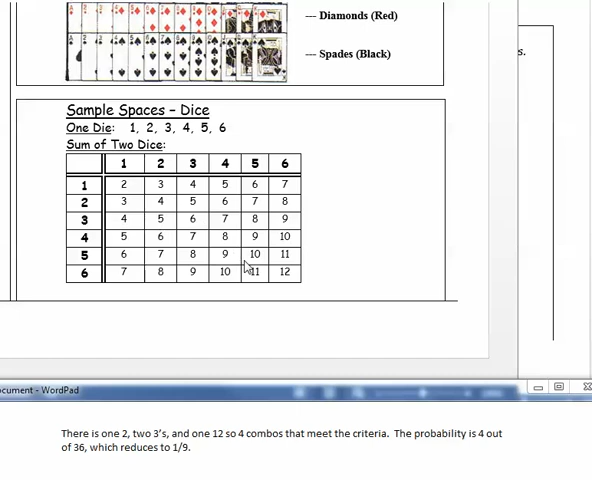 --- Diamonds (Red)
--- Spades (Black)
s.
Sample Spaces – Dice
One Die: 1, 2, 3, 4, 5, 6
Sum of Two Dice:
1 2 3 4 5 6
1 2 3 4 5 6 7
2 3 4 5 6 7 8
3 4 5 6 7 8 9
4 5 6 7 8 9 10
5 6 7 8 9 10 11
6 7 8 9 10 11 12
ocument - WordPad
There is one 2, two 3's, and one 12 so 4 combos that meet the criteria. The probability is 4 out
of 36, which reduces to 1/9.